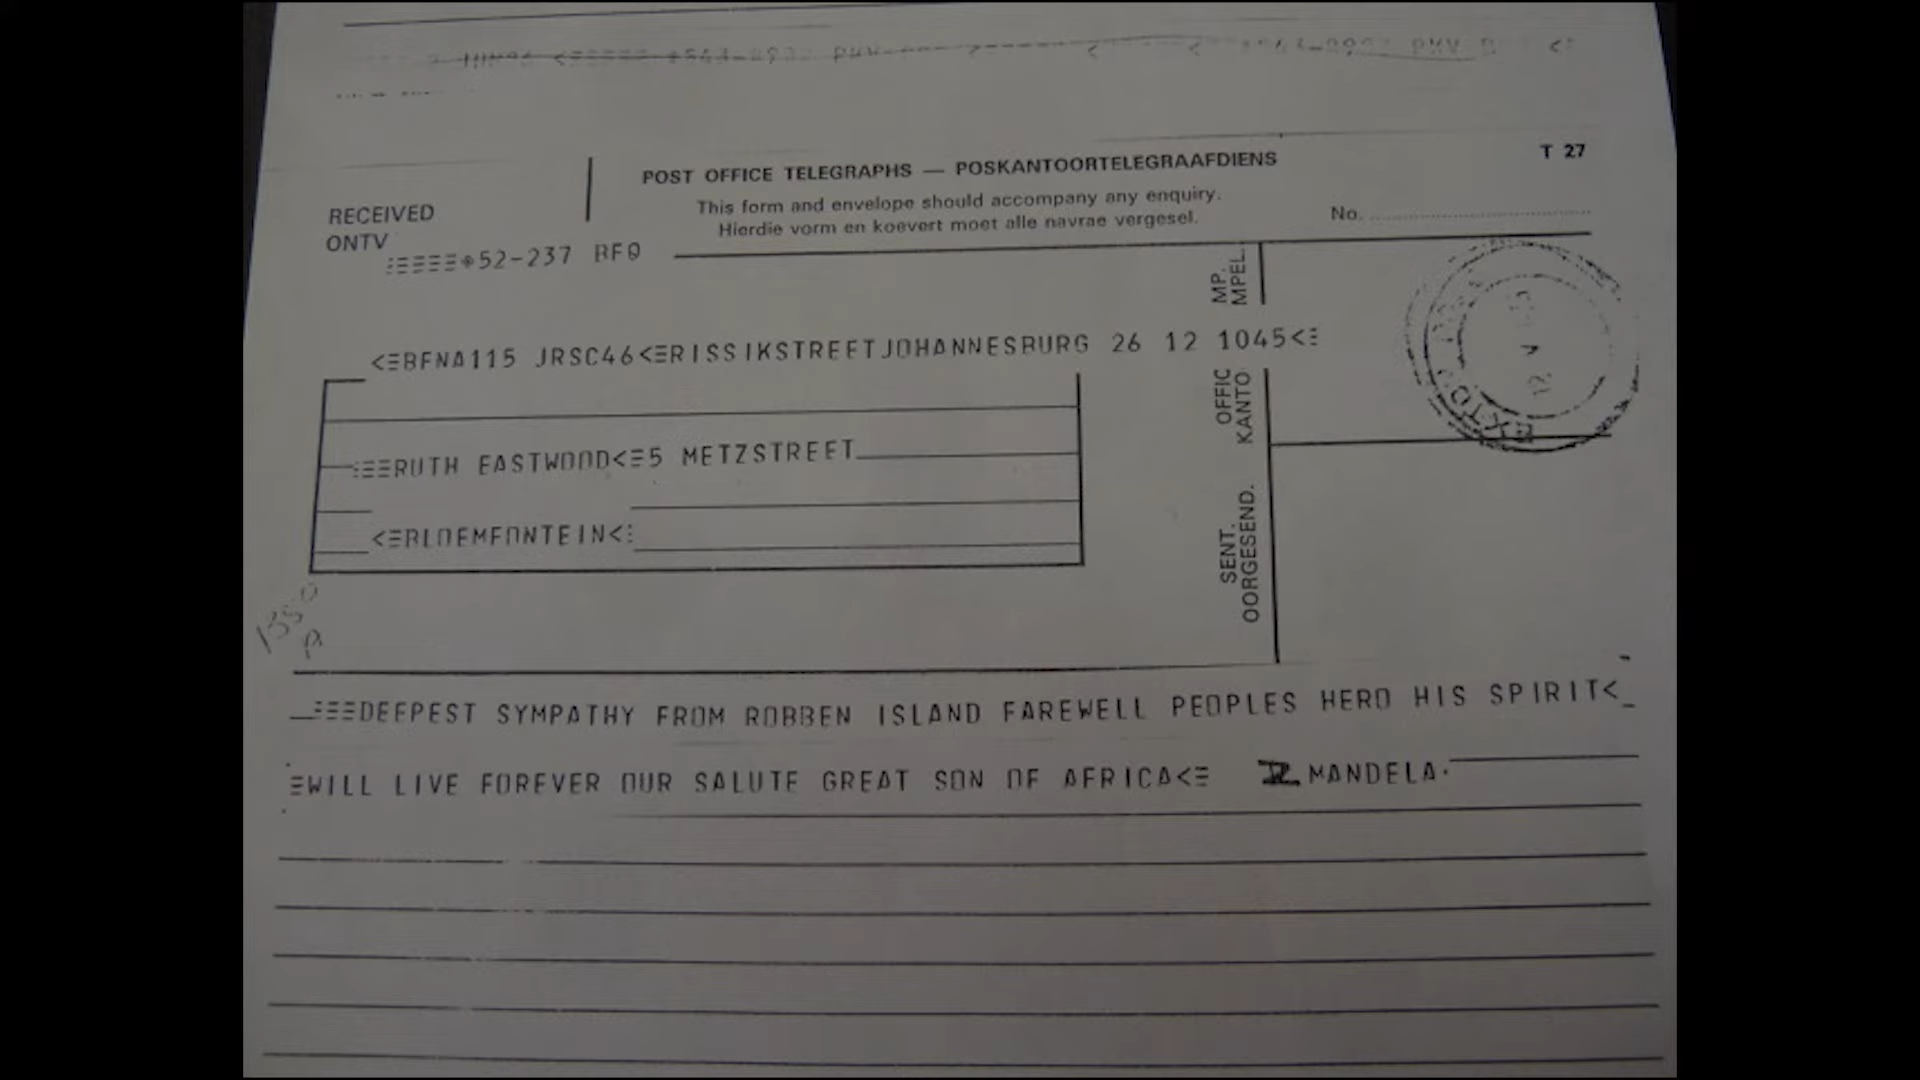 POST OFFICE TELEGRAPHS — POSKANTOORTELEGRAAFDIENS
T 27
This form and envelope should accompany any enquiry.
Hierdie vorm en koevert moet alle navrae vergesel.
No.
RECEIVED
ONTV
52-237 BFQ
MP.
MPEL.
<≡BFNA115 JRSC46<≡RISSIKSTREETJOHANNESBURG 26 12 1045<≡
OFFIC
KANTO
≡≡≡RUTH EASTWOOD<≡5 METZSTREET
<≡BLOEMFONTEIN<≡
SENT.
OORGESEND.
≡≡≡DEEPEST SYMPATHY FROM ROBBEN ISLAND FAREWELL PEOPLES HERO HIS SPIRIT<
≡WILL LIVE FOREVER OUR SALUTE GREAT SON OF AFRICA<≡ MANDELA.